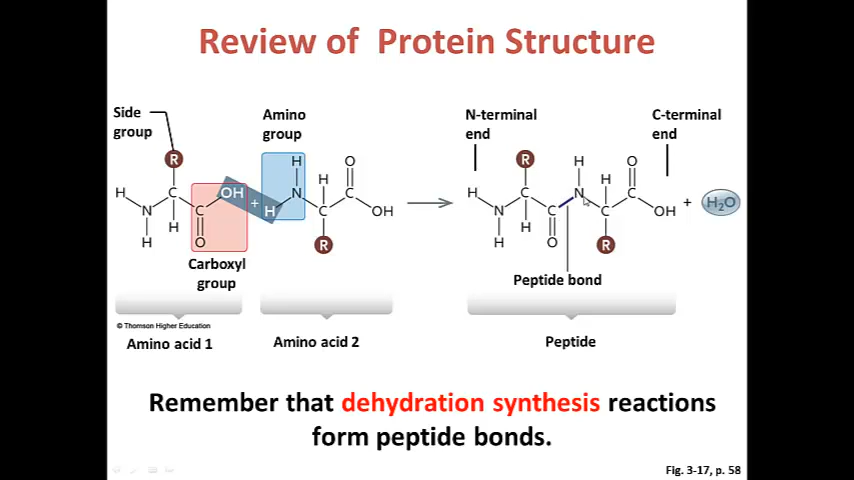 Review of Protein Structure
Side
group
Amino
group
N-terminal
end
C-terminal
end
R
H
O
R
H
O
H
C
OH
+
H
N
H
C
OH
H
C
N
C
OH
+
H₂O
N
H
C
O
H
R
N
H
H
C
O
C
R
Carboxyl
group
Peptide bond
© Thomson Higher Education
Amino acid 1
Amino acid 2
Peptide
Remember that dehydration synthesis reactions
form peptide bonds.
Fig. 3-17, p. 58